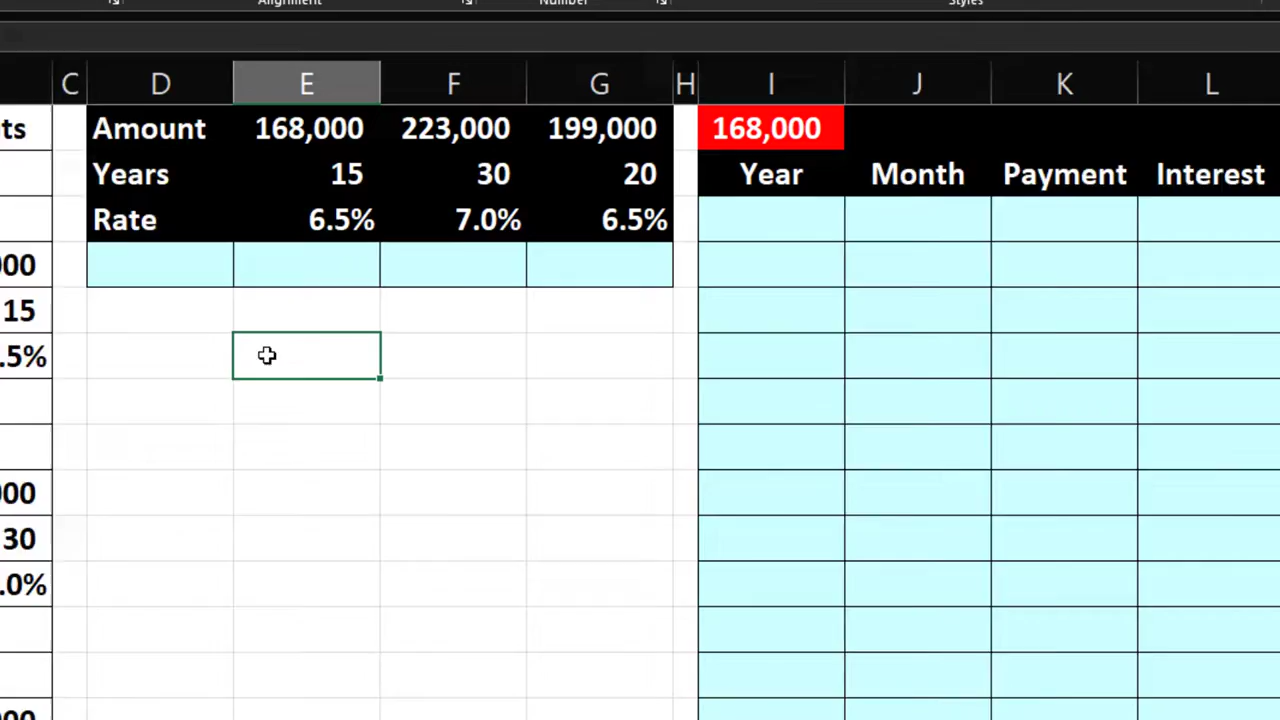 Alignment Number Styles
C D E F G H I J K L
ts Amount 168,000 223,000 199,000 168,000
Years 15 30 20 Year Month Payment Interest
Rate 6.5% 7.0% 6.5%
000
15
.5%
000
30
.0%
000